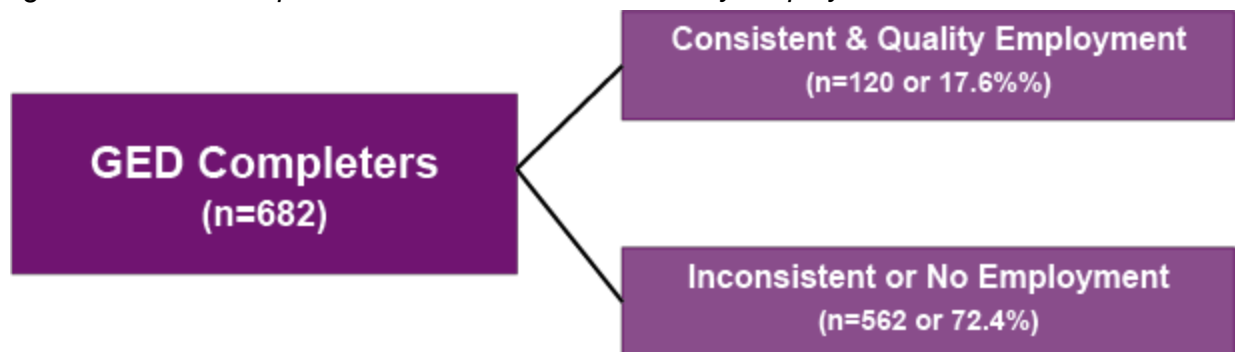 GED Completers
(n=682)
Consistent & Quality Employment
(n=120 or 17.6%%)
Inconsistent or No Employment
(n=562 or 72.4%)